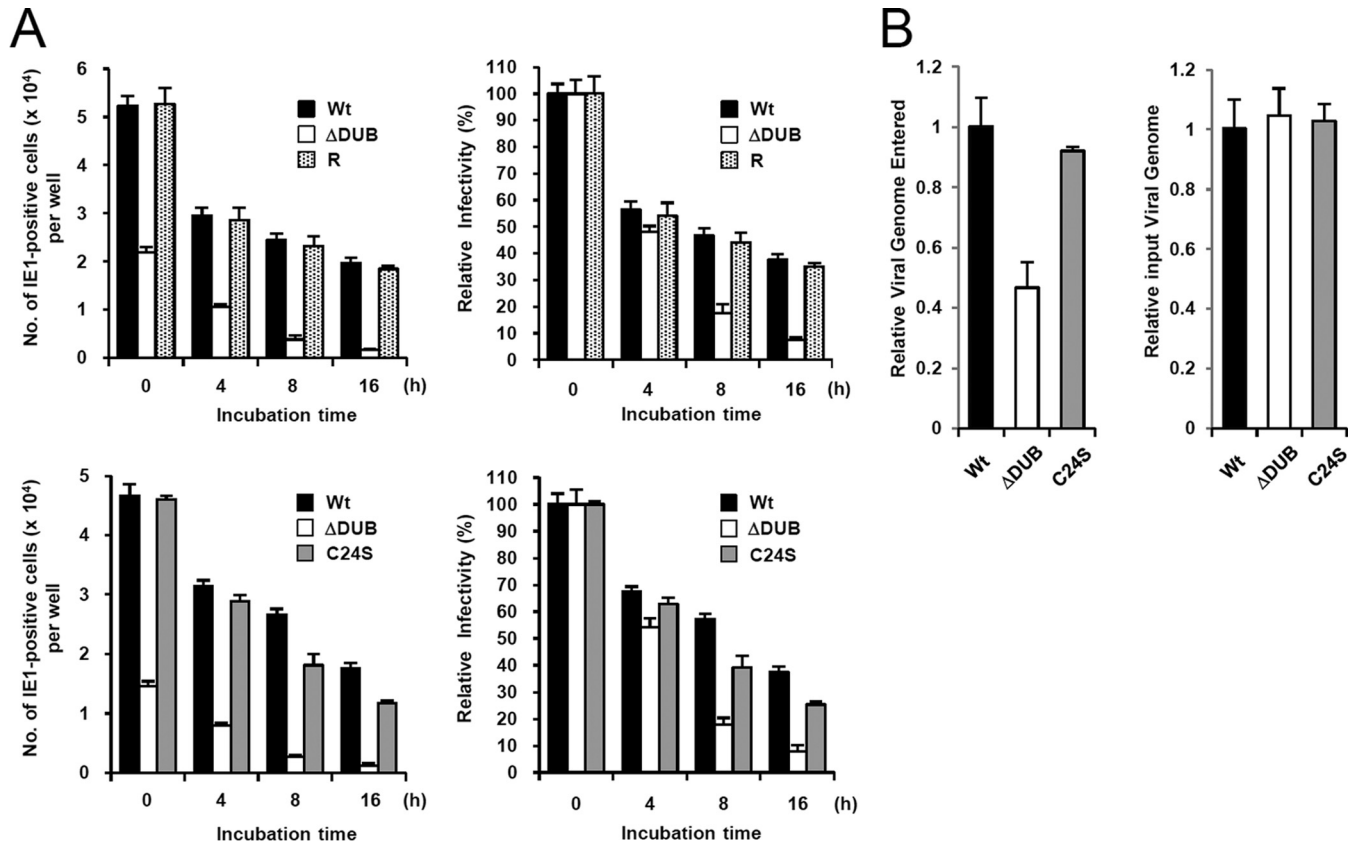 A
No. of IE1-positive cells (x 10⁴)
per well
6
5
4
3
2
1
0
Wt
ΔDUB
R
0 4 8 16 (h)
Incubation time
Relative Infectivity (%)
110
100
90
80
70
60
50
40
30
20
10
0
Wt
ΔDUB
R
0 4 8 16
Incubation time
B
Relative Viral Genome Entered
1.2
1
0.8
0.6
0.4
0.2
0
Wt ΔDUB C24S
Relative input Viral Genome
1.2
1
0.8
0.6
0.4
0.2
0
Wt ΔDUB C24S
No. of IE1-positive cells (x 10⁴)
per well
5
4
3
2
1
0
Wt
ΔDUB
C24S
0 4 8 16 (h)
Incubation time
Relative Infectivity (%)
110
100
90
80
70
60
50
40
30
20
10
0
Wt
ΔDUB
C24S
0 4 8 16 (h)
Incubation time